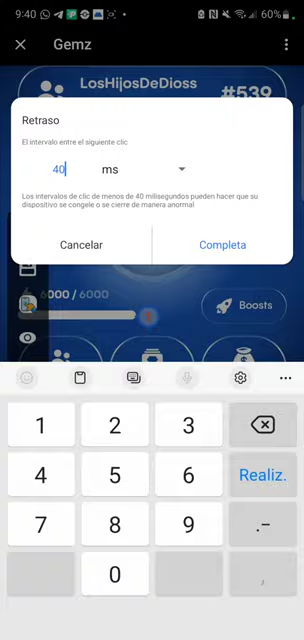 9:40
60%
Gemz
LosHijosDeDioss
#539
Retraso
El intervalo entre el siguiente clic
40 ms
Los intervalos de clic de menos de 40 milisegundos pueden hacer que su
dispositivo se congele o se cierre de manera anormal
Cancelar
Completa
6000 / 6000
Boosts
1 2 3
4 5 6 Realiz.
7 8 9 .-
0 ,